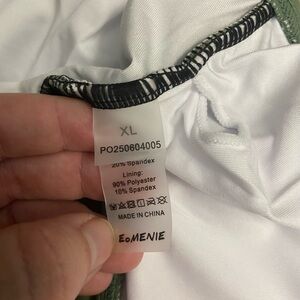 XL
PO250604005
20% Spandex
Lining:
90% Polyester
10% Spandex
MADE IN CHINA
EOMENIE